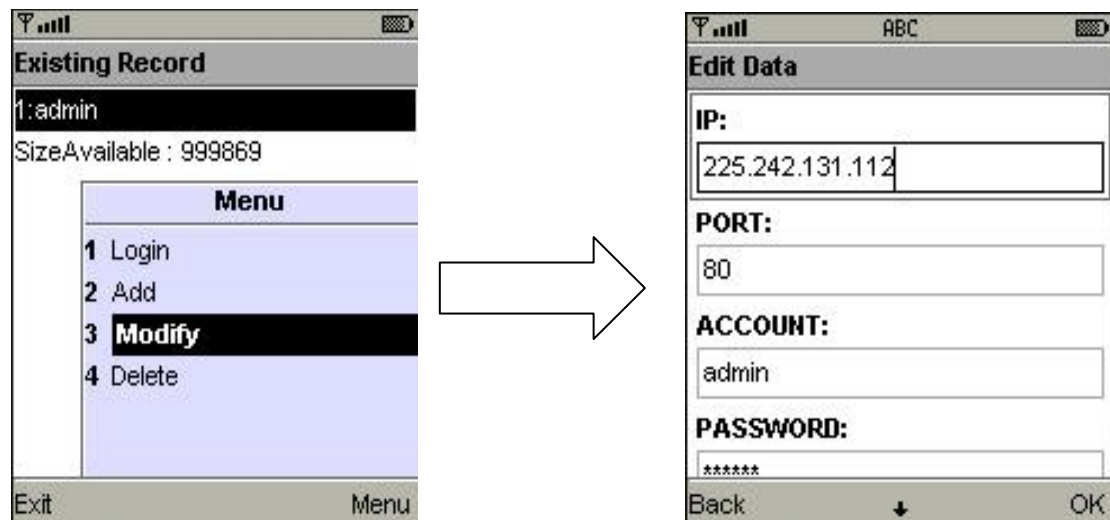 Existing Record
1:admin
SizeAvailable : 999869
Menu
1 Login
2 Add
3 Modify
4 Delete
Exit Menu
ABC
Edit Data
IP:
225.242.131.112
PORT:
80
ACCOUNT:
admin
PASSWORD:
******
Back OK